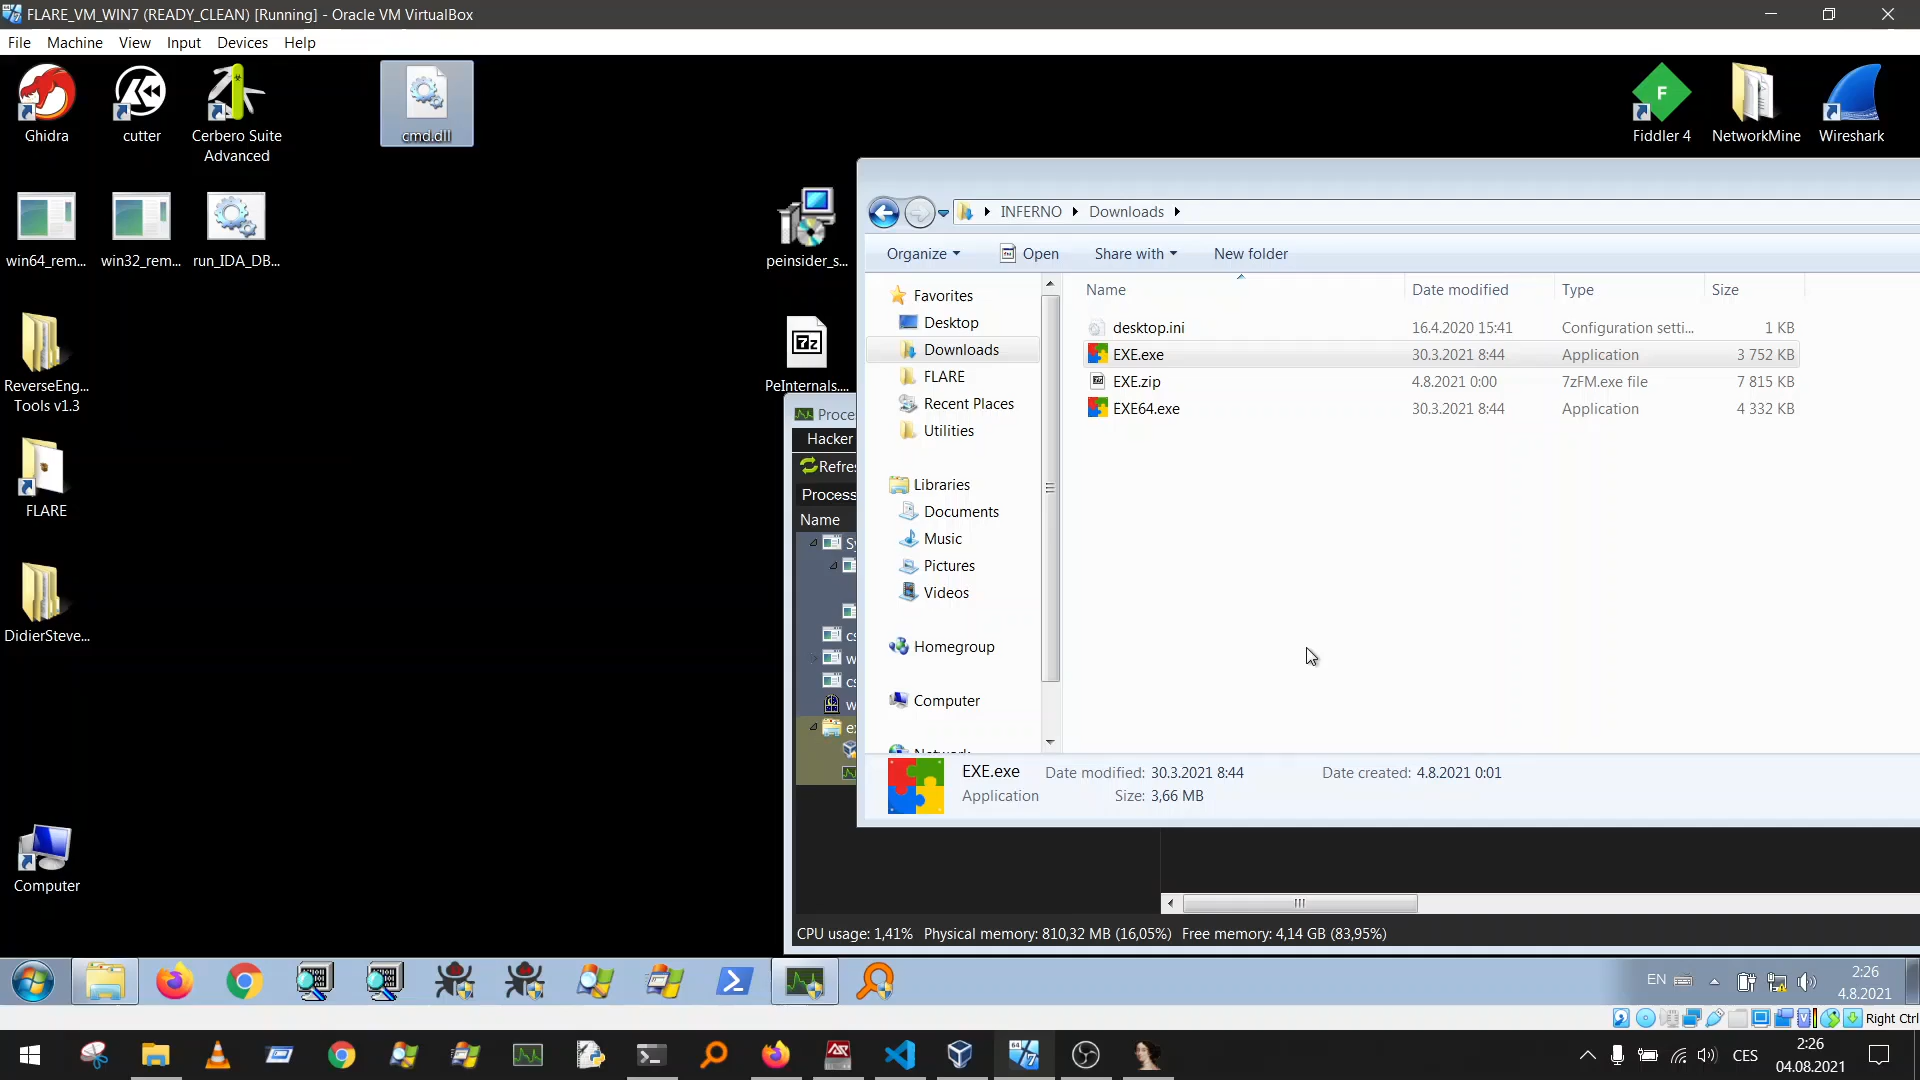 FLARE_VM_WIN7 (READY_CLEAN) [Running] - Oracle VM VirtualBox
File Machine View Input Devices Help
Ghidra
cutter
Cerbero Suite
Advanced
cmd.dll
Fiddler 4
NetworkMine
Wireshark
win64_rem...
win32_rem...
run_IDA_DB...
peinsider_s...
ReverseEng...
Tools v1.3
PeInternals....
FLARE
DidierSteve...
Computer
INFERNO Downloads
Organize Open Share with New folder
Name Date modified Type Size
desktop.ini 16.4.2020 15:41 Configuration setti... 1 KB
EXE.exe 30.3.2021 8:44 Application 3 752 KB
EXE.zip 4.8.2021 0:00 7zFM.exe file 7 815 KB
EXE64.exe 30.3.2021 8:44 Application 4 332 KB
Favorites
Desktop
Downloads
FLARE
Recent Places
Utilities
Libraries
Documents
Music
Pictures
Videos
Homegroup
Computer
Network
EXE.exe Date modified: 30.3.2021 8:44 Date created: 4.8.2021 0:01
Application Size: 3,66 MB
Proce
Hacker
Refre
Process
Name
Sy
cs
w
cs
w
ex
CPU usage: 1,41% Physical memory: 810,32 MB (16,05%) Free memory: 4,14 GB (83,95%)
EN
2:26
4.8.2021
Right Ctrl
CES
2:26
04.08.2021